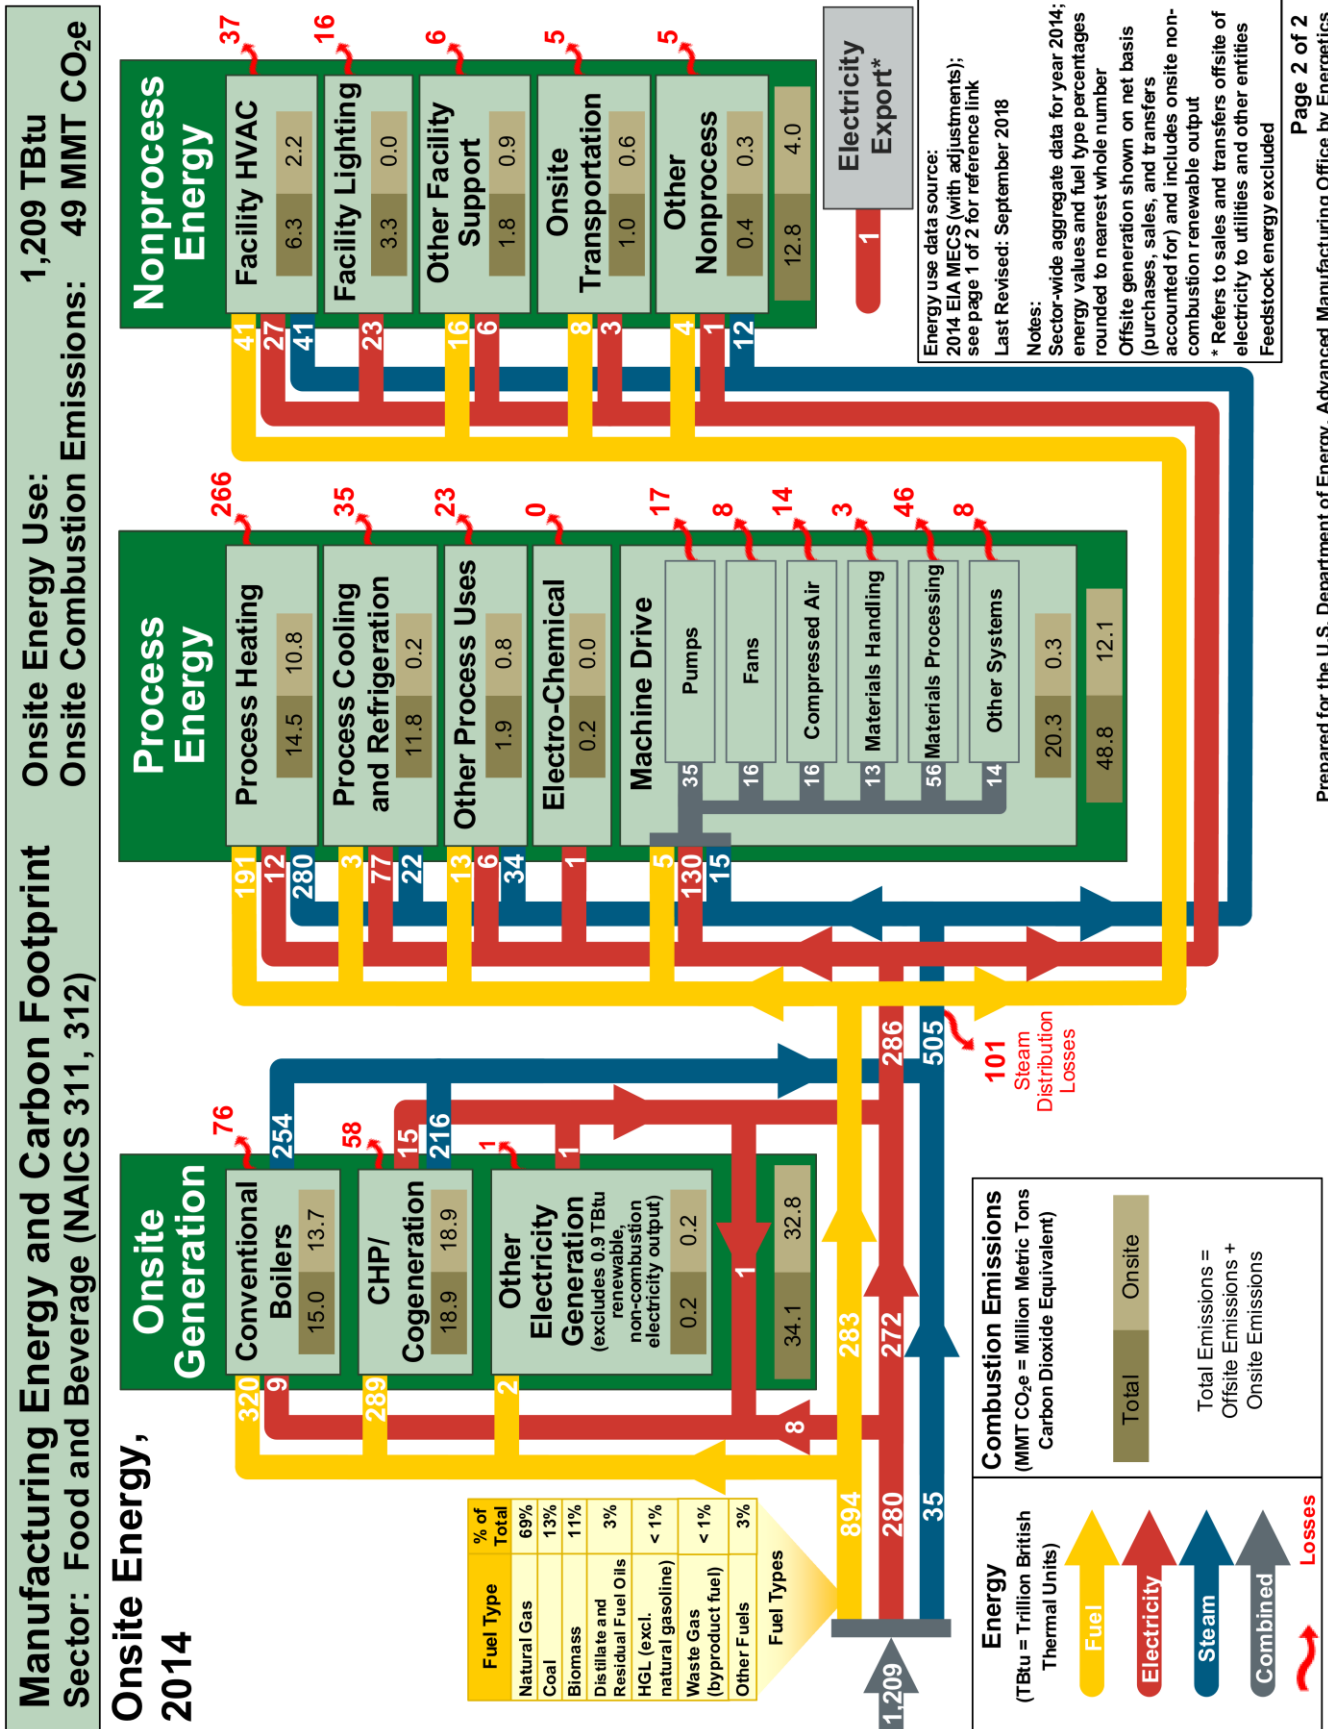 Manufacturing Energy and Carbon Footprint
Sector: Food and Beverage (NAICS 311, 312)
Onsite Energy Use: 1,209 TBtu
Onsite Combustion Emissions: 49 MMT CO₂e
Onsite Energy,
2014
Fuel Type % of Total
Natural Gas 69%
Coal 13%
Biomass 11%
Distillate and
Residual Fuel Oils 3%
HGL (excl.
natural gasoline) < 1%
Waste Gas
(byproduct fuel) < 1%
Other Fuels 3%
Fuel Types
1,209
894
280
35
283
272
8
1
286
505
101
Steam
Distribution
Losses
Onsite
Generation
320
9
Conventional
Boilers
15.0 13.7
76
254
289
CHP/
Cogeneration
18.9 18.9
58
15
216
2
Other
Electricity
Generation
(excludes 0.9 TBtu
renewable,
non-combustion
electricity output)
0.2 0.2
1
1
34.1 32.8
Process
Energy
191
12
280
Process Heating
14.5 10.8
266
3
77
22
Process Cooling
and Refrigeration
11.8 0.2
35
13
6
34
Other Process Uses
1.9 0.8
23
1
Electro-Chemical
0.2 0.0
0
5
130
15
Machine Drive
35 Pumps 17
16 Fans 8
16 Compressed Air 14
13 Materials Handling 3
56 Materials Processing 46
14 Other Systems 8
20.3 0.3
48.8 12.1
Nonprocess
Energy
41
27
41
Facility HVAC
6.3 2.2
37
23
Facility Lighting
3.3 0.0
16
16
6
Other Facility
Support
1.8 0.9
6
8
3
Onsite
Transportation
1.0 0.6
5
4
1
12
Other
Nonprocess
0.4 0.3
5
12.8 4.0
1
Electricity
Export*
Energy
(TBtu = Trillion British
Thermal Units)
Fuel
Electricity
Steam
Combined
Losses
Combustion Emissions
(MMT CO₂e = Million Metric Tons
Carbon Dioxide Equivalent)
Total Onsite
Total Emissions =
Offsite Emissions +
Onsite Emissions
Energy use data source:
2014 EIA MECS (with adjustments);
see page 1 of 2 for reference link
Last Revised: September 2018
Notes:
Sector-wide aggregate data for year 2014;
energy values and fuel type percentages
rounded to nearest whole number
Offsite generation shown on net basis
(purchases, sales, and transfers
accounted for) and includes onsite non-
combustion renewable output
* Refers to sales and transfers offsite of
electricity to utilities and other entities
Feedstock energy excluded
Page 2 of 2
Prepared for the U.S. Department of Energy, Advanced Manufacturing Office by Energetics